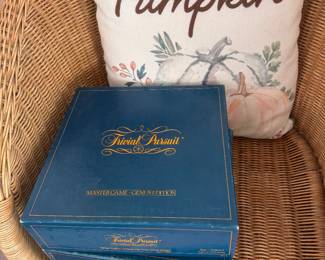 Pumpkin
Trivial Pursuit
MASTER GAME - GENUS EDITION
Trivial Pursuit